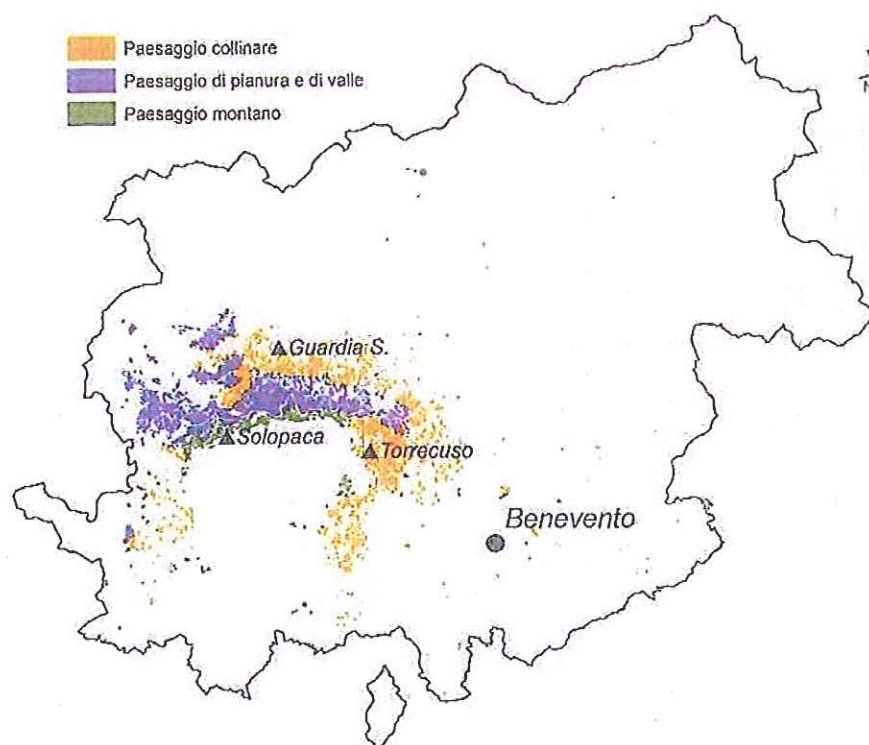 Paesaggio collinare
Paesaggio di pianura e di valle
Paesaggio montano
N
Guardia S.
Solopaca
Torrecuso
Benevento